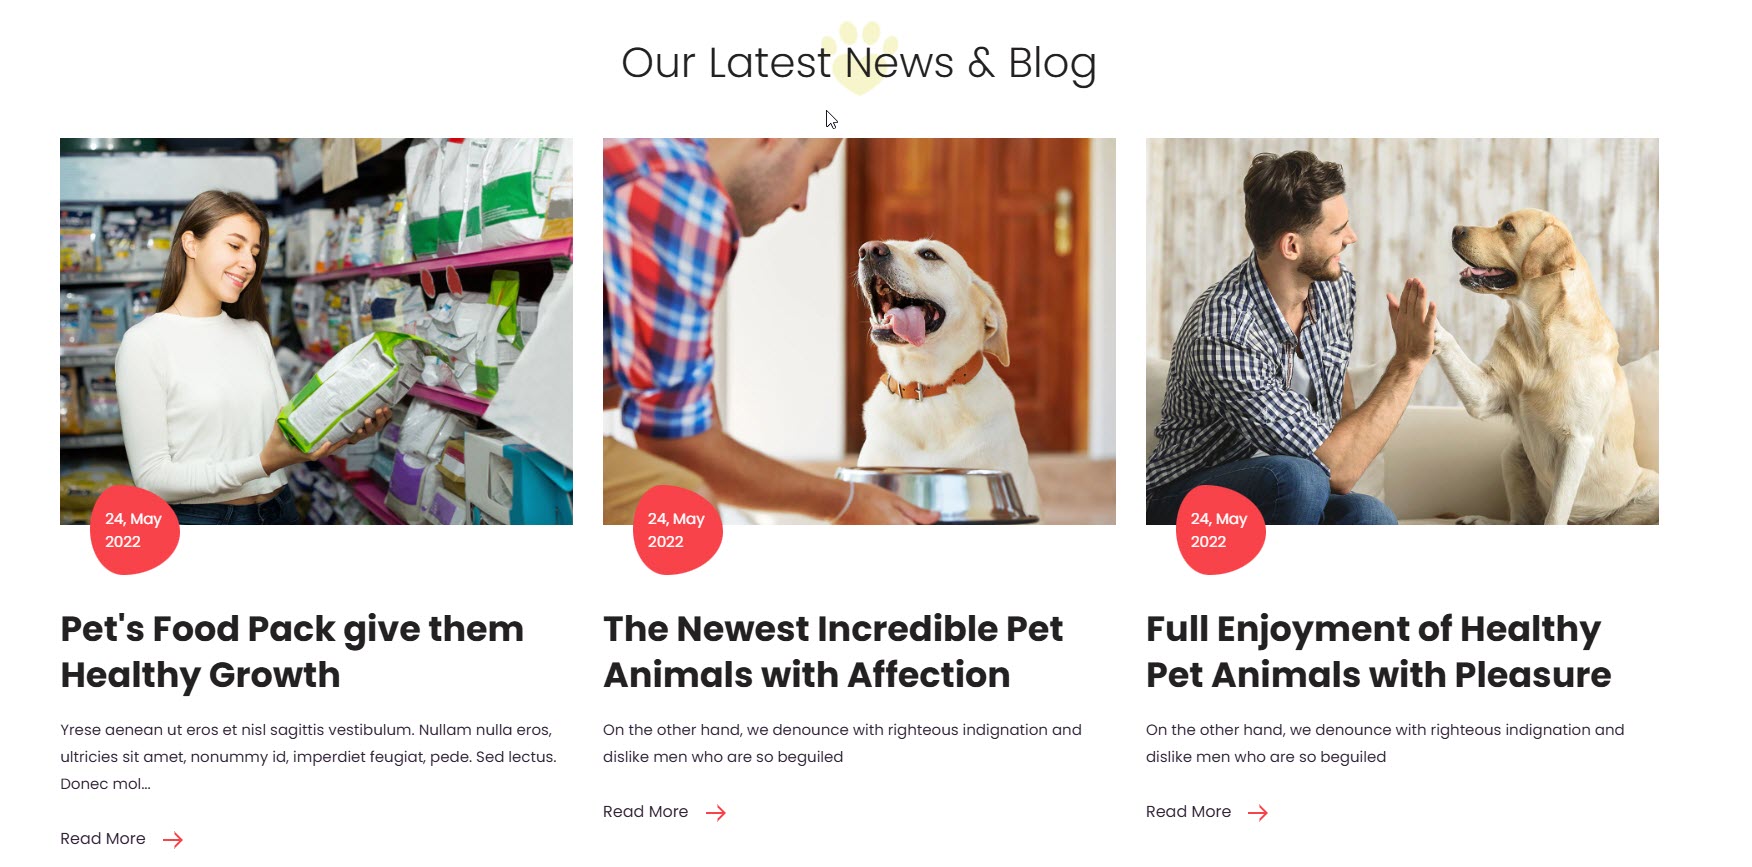 Our Latest News & Blog
24, May
2022
Pet's Food Pack give them
Healthy Growth
Yrese aenean ut eros et nisl sagittis vestibulum. Nullam nulla eros,
ultricies sit amet, nonummy id, imperdiet feugiat, pede. Sed lectus.
Donec mol...
Read More
24, May
2022
The Newest Incredible Pet
Animals with Affection
On the other hand, we denounce with righteous indignation and
dislike men who are so beguiled
Read More
24, May
2022
Full Enjoyment of Healthy
Pet Animals with Pleasure
On the other hand, we denounce with righteous indignation and
dislike men who are so beguiled
Read More